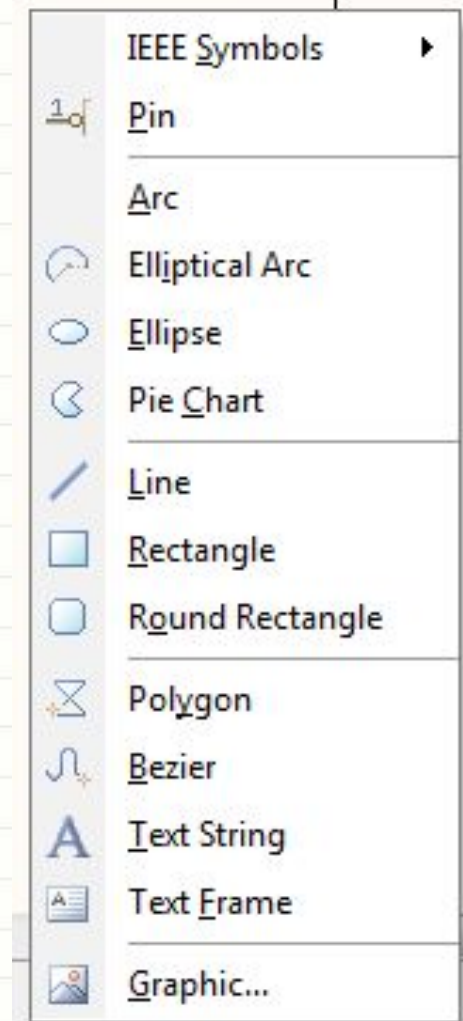 IEEE Symbols
1
Pin
Arc
Elliptical Arc
Ellipse
Pie Chart
Line
Rectangle
Round Rectangle
Polygon
Bezier
A
Text String
A
Text Frame
Graphic...